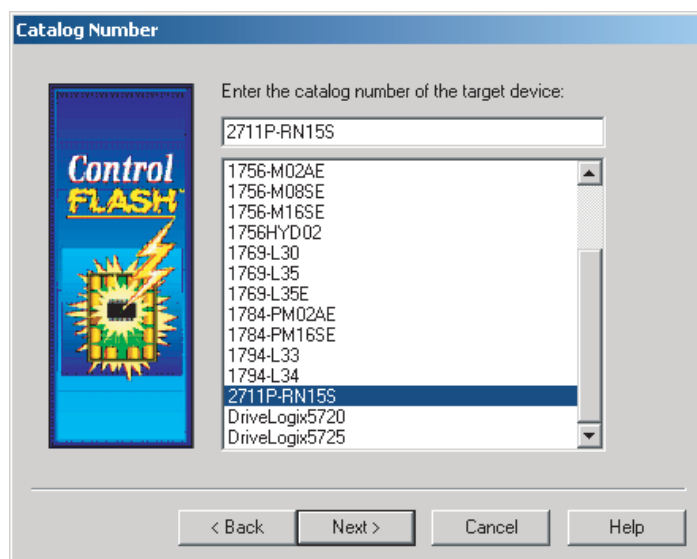 Catalog Number
Enter the catalog number of the target device:
2711P-RN15S
Control
FLASH™
1756-M02AE
1756-M08SE
1756-M16SE
1756HYD02
1769-L30
1769-L35
1769-L35E
1784-PM02AE
1784-PM16SE
1794-L33
1794-L34
2711P-RN15S
DriveLogix5720
DriveLogix5725
< Back
Next >
Cancel
Help